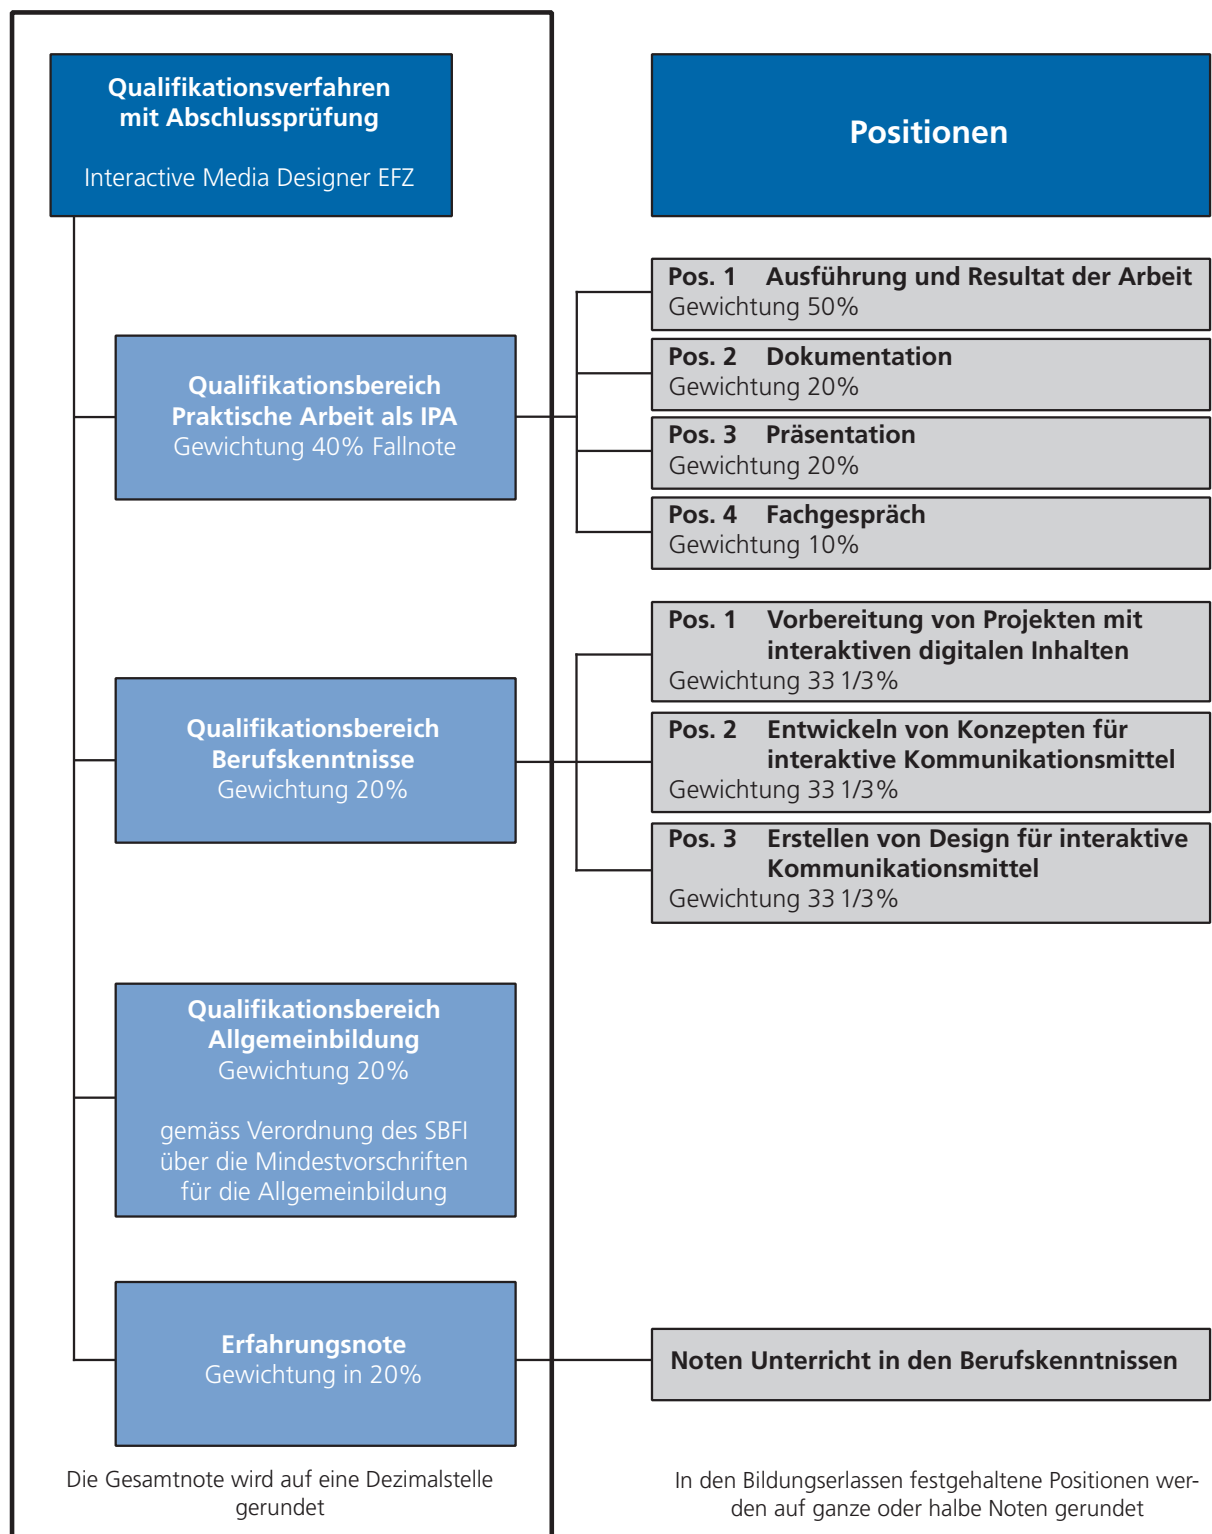 Qualifikationsverfahren
mit Abschlussprüfung
Interactive Media Designer EFZ
Positionen
Qualifikationsbereich
Praktische Arbeit als IPA
Gewichtung 40% Fallnote
Pos. 1 Ausführung und Resultat der Arbeit
Gewichtung 50%
Pos. 2 Dokumentation
Gewichtung 20%
Pos. 3 Präsentation
Gewichtung 20%
Pos. 4 Fachgespräch
Gewichtung 10%
Qualifikationsbereich
Berufskenntnisse
Gewichtung 20%
Pos. 1 Vorbereitung von Projekten mit
interaktiven digitalen Inhalten
Gewichtung 33 1/3%
Pos. 2 Entwickeln von Konzepten für
interaktive Kommunikationsmittel
Gewichtung 33 1/3%
Pos. 3 Erstellen von Design für interaktive
Kommunikationsmittel
Gewichtung 33 1/3%
Qualifikationsbereich
Allgemeinbildung
Gewichtung 20%
gemäss Verordnung des SBFI
über die Mindestvorschriften
für die Allgemeinbildung
Erfahrungsnote
Gewichtung in 20%
Noten Unterricht in den Berufskenntnissen
Die Gesamtnote wird auf eine Dezimalstelle
gerundet
In den Bildungserlassen festgehaltene Positionen wer-
den auf ganze oder halbe Noten gerundet